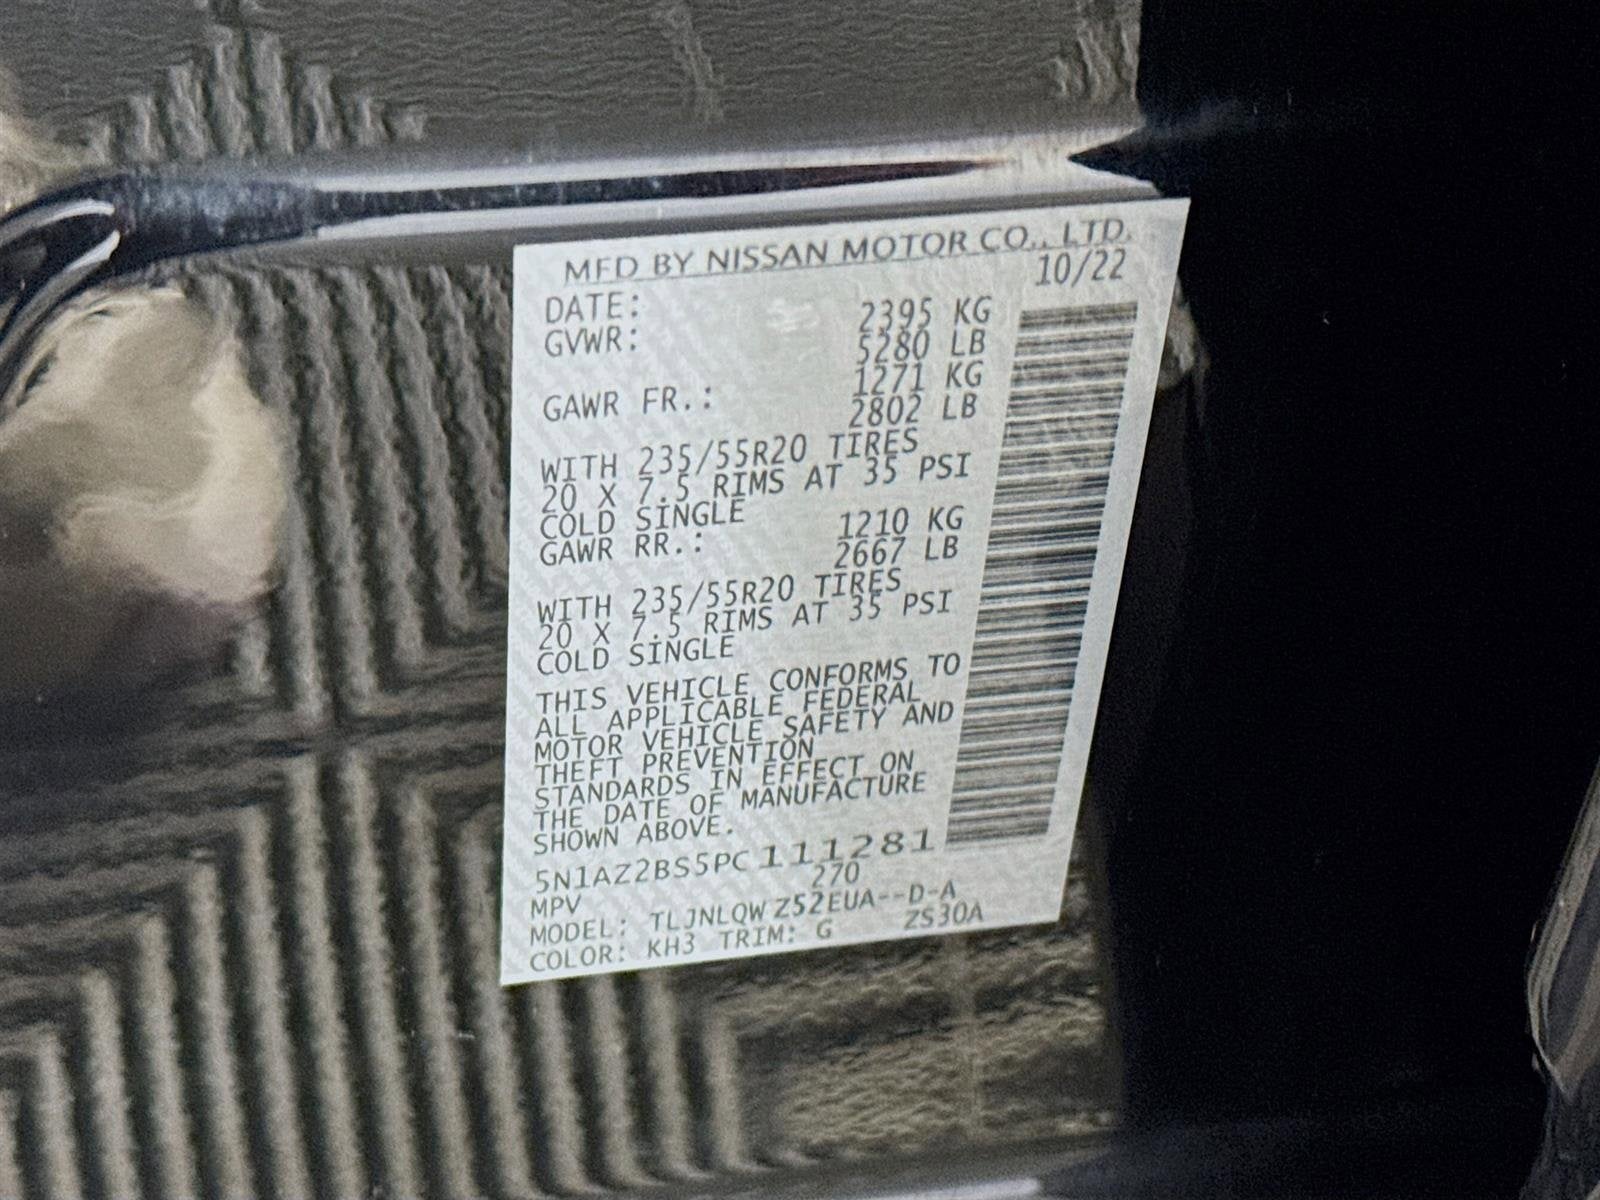 MFD BY NISSAN MOTOR CO., LTD.
DATE: 10/22
GVWR: 2395 KG
5280 LB
GAWR FR.: 1271 KG
2802 LB
WITH 235/55R20 TIRES
20 X 7.5 RIMS AT 35 PSI
COLD SINGLE
GAWR RR.: 1210 KG
2667 LB
WITH 235/55R20 TIRES
20 X 7.5 RIMS AT 35 PSI
COLD SINGLE
THIS VEHICLE CONFORMS TO
ALL APPLICABLE FEDERAL
MOTOR VEHICLE SAFETY AND
THEFT PREVENTION
STANDARDS IN EFFECT ON
THE DATE OF MANUFACTURE
SHOWN ABOVE.
5N1AZ2BS5PC111281
MPV 270
MODEL: TLJNLQWZ52EUA--D-A
COLOR: KH3 TRIM: G ZS30A